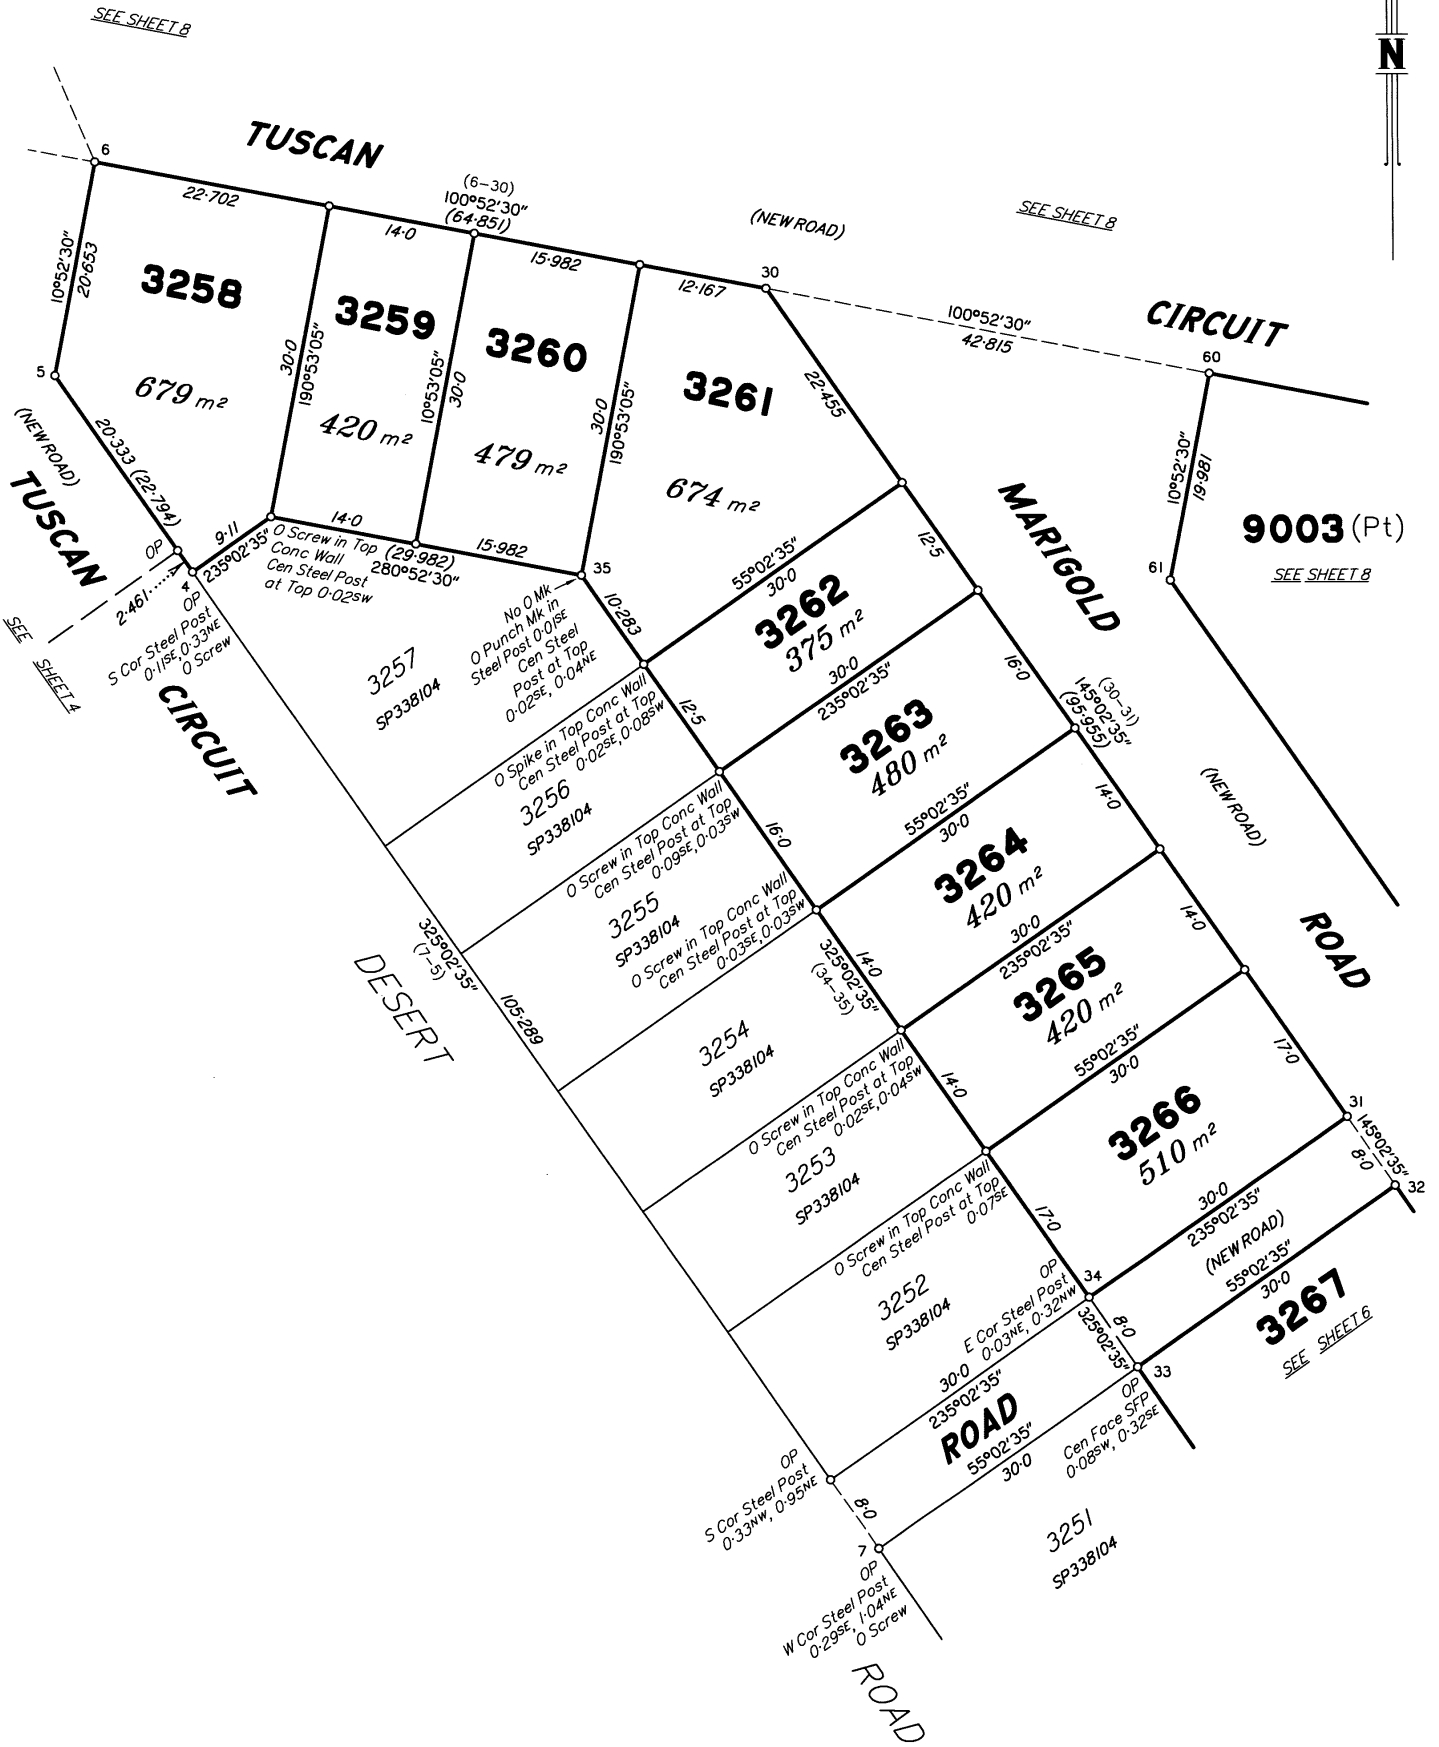 SEE SHEET 8
N
TUSCAN
6
22·702
(6–30)
100°52'30"
(64·851)
14·0
15·982
(NEW ROAD)
SEE SHEET 8
12·167
30
100°52'30"
42·815
CIRCUIT
60
10°52'30"
20·653
3258
679 m²
30·0
190°53'05"
3259
420 m²
10°53'05"
30·0
3260
479 m²
30·0
190°53'05"
3261
674 m²
22·455
10°52'30"
19·981
9003 (Pt)
SEE SHEET 8
61
5
(NEW ROAD)
20·333 (22·794)
TUSCAN
OP
9·11
235°02'35"
4
2·461
SEE SHEET 4
OP
S Cor Steel Post
0·11SE, 0·33NE
O Screw
14·0
(29·982)
280°52'30"
15·982
35
O Screw in Top
Conc Wall
Cen Steel Post
at Top 0·02SW
No O Mk
O Punch Mk in
Steel Post 0·01SE
Cen Steel
Post at Top
0·02SE, 0·04NE
10·283
55°02'35"
30·0
3262
375 m²
12·5
MARIGOLD
CIRCUIT
3257
SP338104
O Spike in Top Conc Wall
Cen Steel Post at Top
0·02SE, 0·08SW
12·5
30·0
235°02'35"
16·0
(30–31)
145°02'35"
(95·955)
3263
480 m²
3256
SP338104
O Screw in Top Conc Wall
Cen Steel Post at Top
0·09SE, 0·03SW
16·0
55°02'35"
30·0
14·0
(NEW ROAD)
3264
420 m²
3255
SP338104
O Screw in Top Conc Wall
Cen Steel Post at Top
0·03SE, 0·03SW
325°02'35"
(34–35)
14·0
30·0
235°02'35"
14·0
ROAD
325°02'35"
(7–5)
105·289
DESERT
3265
420 m²
3254
SP338104
O Screw in Top Conc Wall
Cen Steel Post at Top
0·02SE, 0·04SW
14·0
55°02'35"
30·0
17·0
3266
510 m²
31
145°02'35"
8·0
32
3253
SP338104
O Screw in Top Conc Wall
Cen Steel Post at Top
0·07SE
17·0
30·0
235°02'35"
(NEW ROAD)
55°02'35"
30·0
3267
SEE SHEET 6
3252
SP338104
OP
E Cor Steel Post
0·03NE, 0·32NW
34
8·0
325°02'35"
33
30·0
235°02'35"
ROAD
55°02'35"
30·0
OP
Cen Face SFP
0·08SW, 0·32SE
OP
S Cor Steel Post
0·33NW, 0·95NE
8·0
7
3251
SP338104
OP
W Cor Steel Post
0·29SE, 1·04NE
O Screw
ROAD